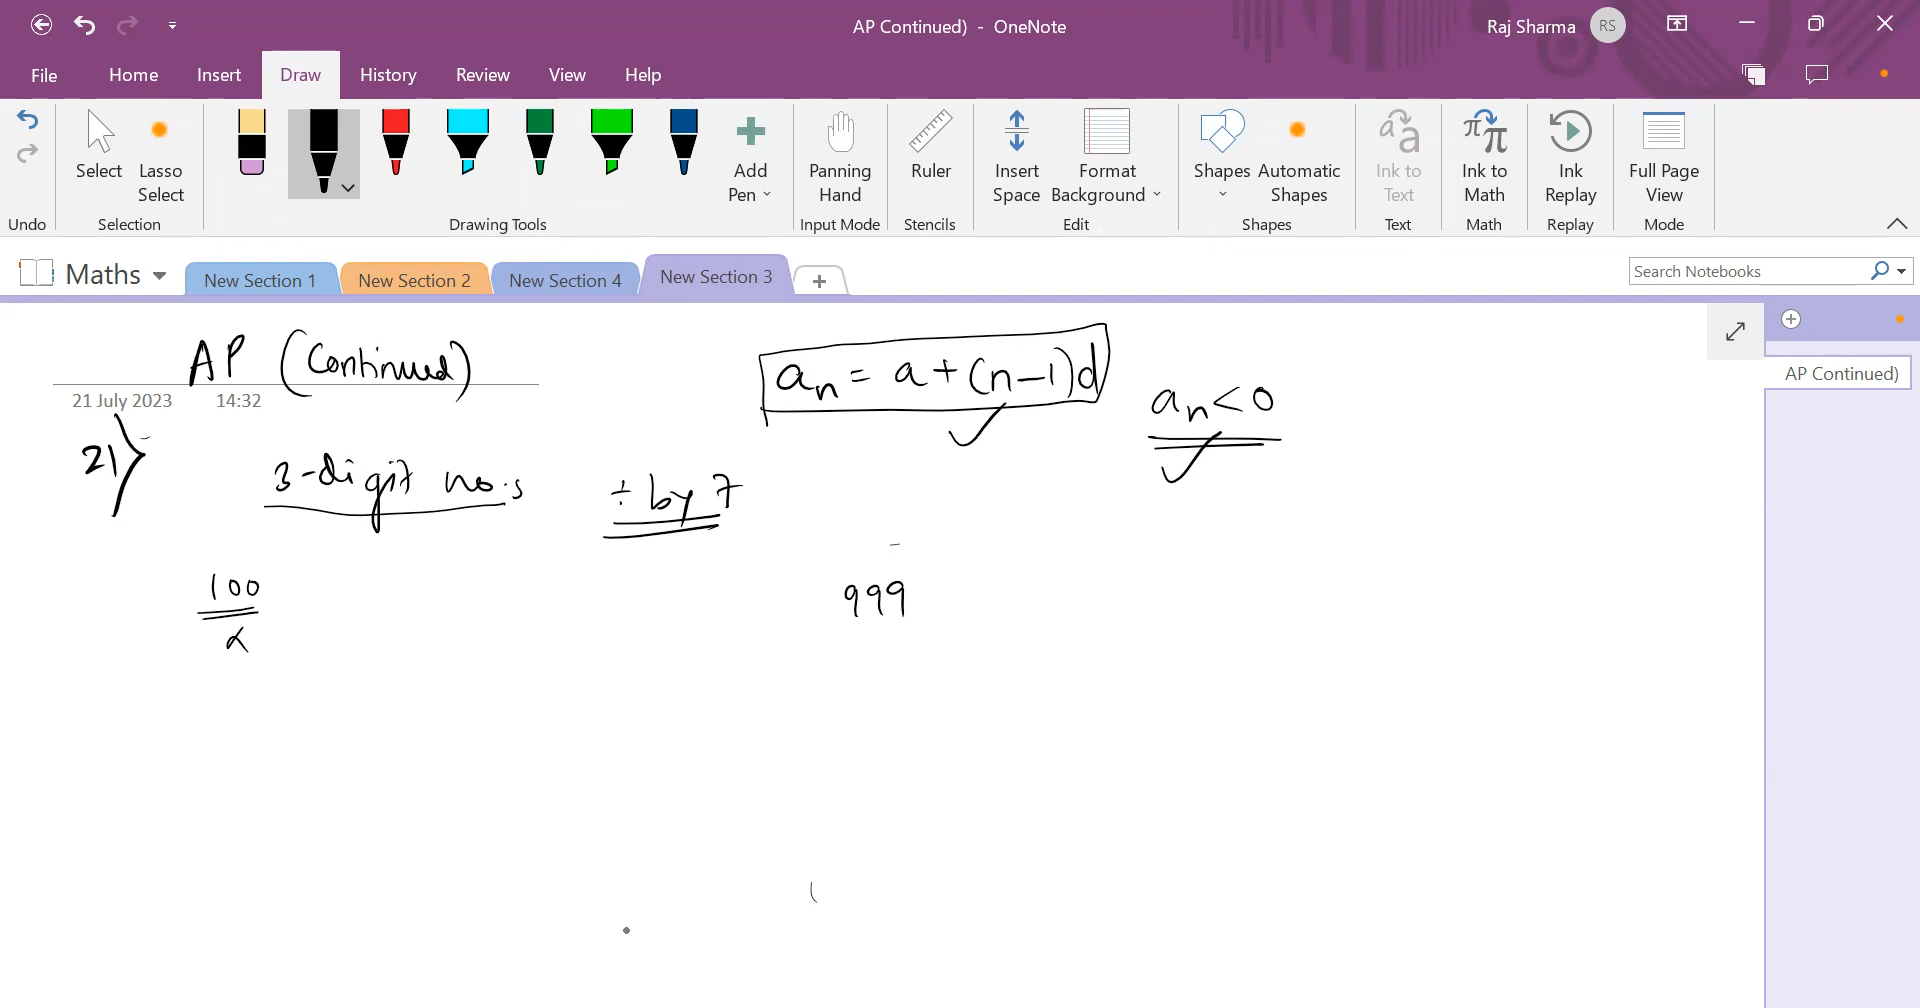 AP Continued) - OneNote
Raj Sharma RS
File Home Insert Draw History Review View Help
Select
Lasso Select
Add Pen
Panning Hand
Ruler
Insert Space
Format Background
Shapes
Automatic Shapes
Ink to Text
Ink to Math
Ink Replay
Full Page View
Undo Selection Drawing Tools Input Mode Stencils Edit Shapes Text Math Replay Mode
Maths New Section 1 New Section 2 New Section 4 New Section 3 + Search Notebooks
AP (Continued)
21 July 2023 14:32
AP Continued)
aₙ = a + (n-1)d
aₙ < 0
21)
3-digit no.s ÷ by 7
100 999